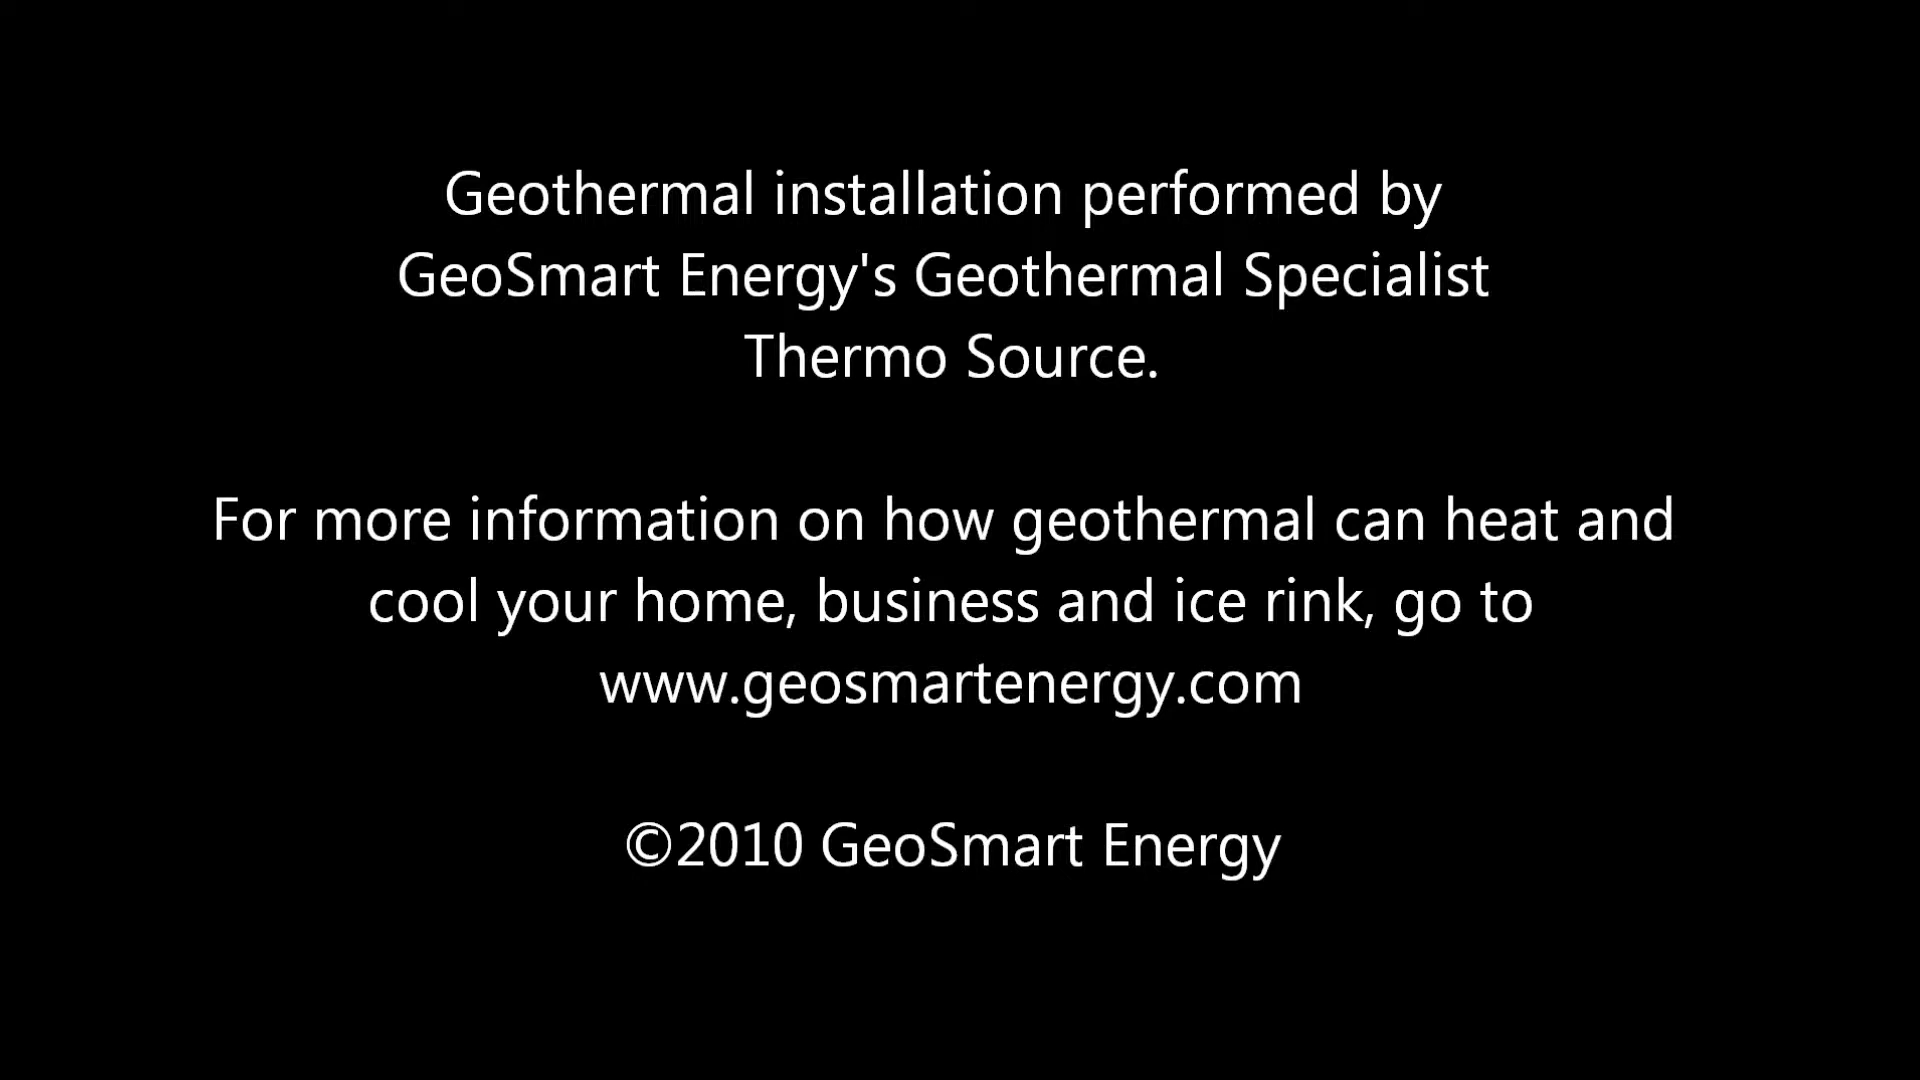 Geothermal installation performed by
GeoSmart Energy's Geothermal Specialist
Thermo Source.
For more information on how geothermal can heat and
cool your home, business and ice rink, go to
www.geosmartenergy.com
©2010 GeoSmart Energy